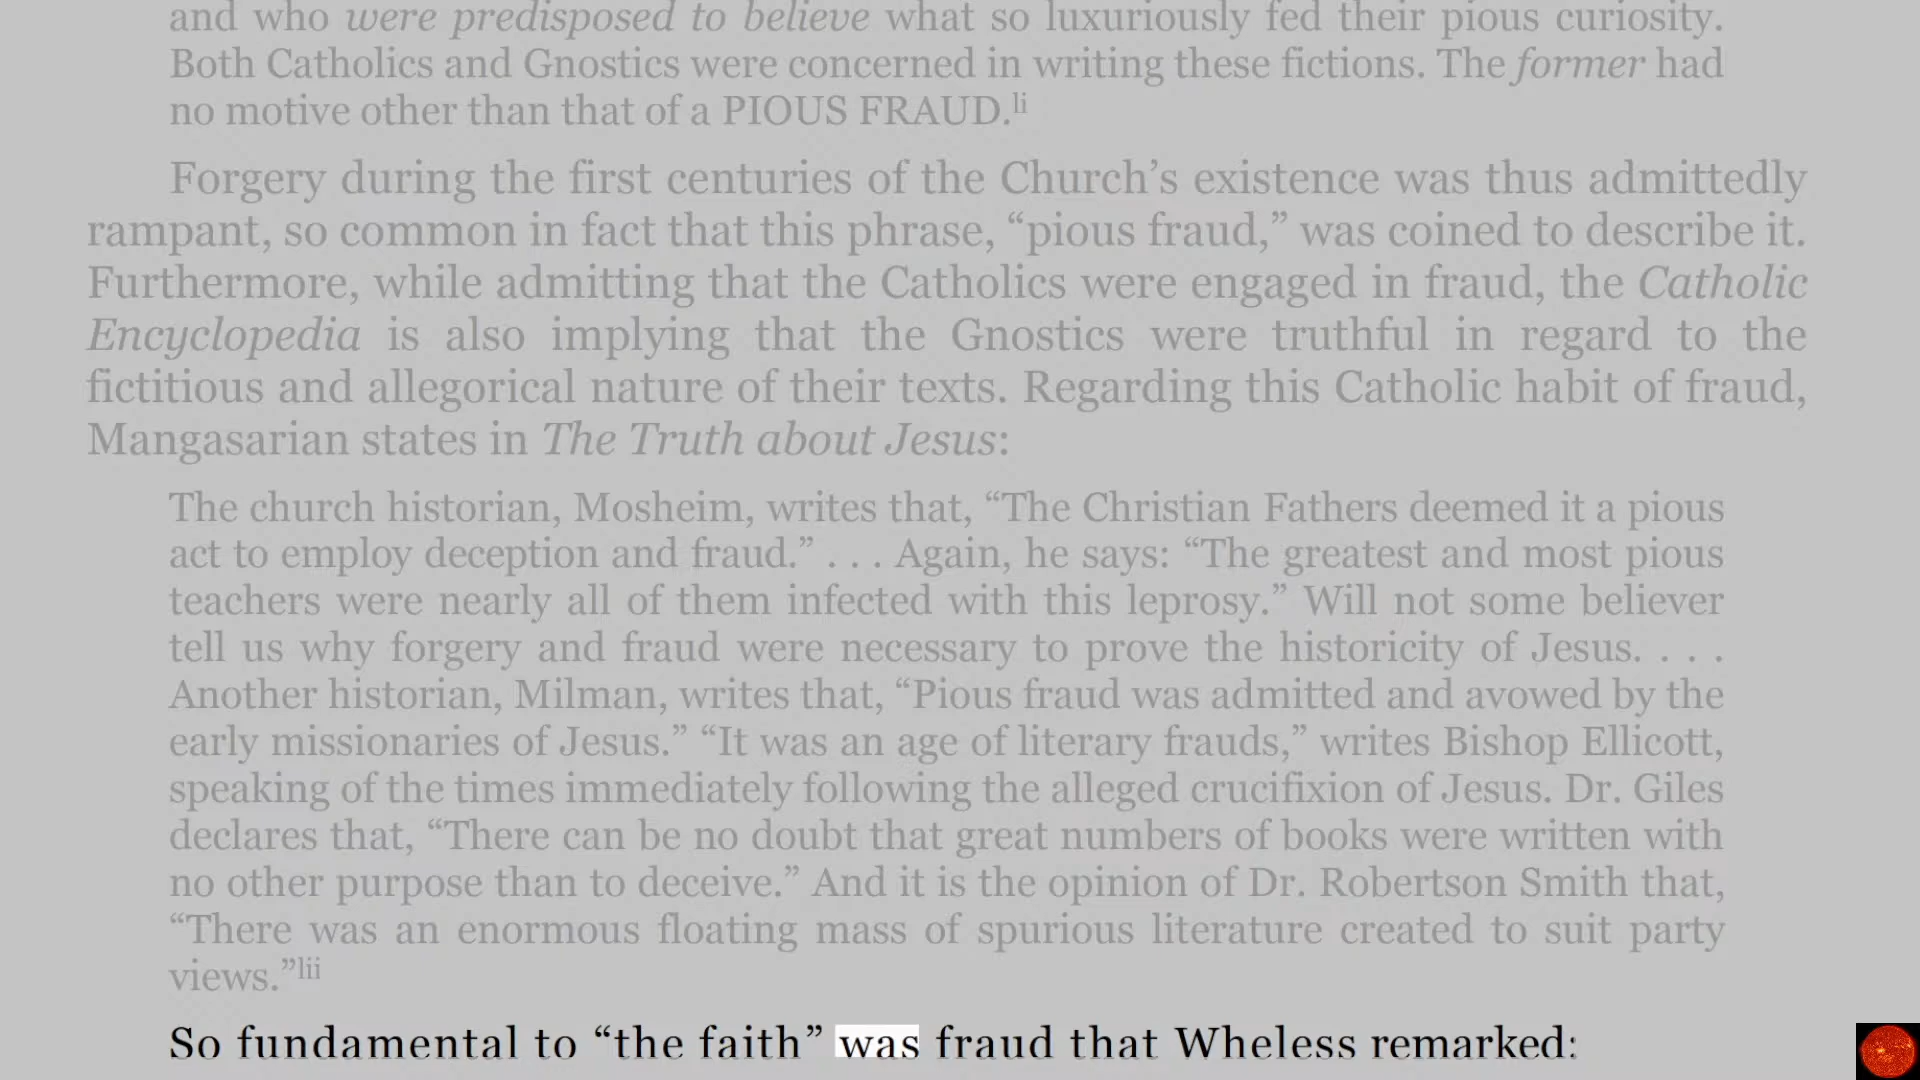 and who were predisposed to believe what so luxuriously fed their pious curiosity.
Both Catholics and Gnostics were concerned in writing these fictions. The former had
no motive other than that of a PIOUS FRAUD.li
Forgery during the first centuries of the Church’s existence was thus admittedly
rampant, so common in fact that this phrase, “pious fraud,” was coined to describe it.
Furthermore, while admitting that the Catholics were engaged in fraud, the Catholic
Encyclopedia is also implying that the Gnostics were truthful in regard to the
fictitious and allegorical nature of their texts. Regarding this Catholic habit of fraud,
Mangasarian states in The Truth about Jesus:
The church historian, Mosheim, writes that, “The Christian Fathers deemed it a pious
act to employ deception and fraud.” . . . Again, he says: “The greatest and most pious
teachers were nearly all of them infected with this leprosy.” Will not some believer
tell us why forgery and fraud were necessary to prove the historicity of Jesus. . . .
Another historian, Milman, writes that, “Pious fraud was admitted and avowed by the
early missionaries of Jesus.” “It was an age of literary frauds,” writes Bishop Ellicott,
speaking of the times immediately following the alleged crucifixion of Jesus. Dr. Giles
declares that, “There can be no doubt that great numbers of books were written with
no other purpose than to deceive.” And it is the opinion of Dr. Robertson Smith that,
“There was an enormous floating mass of spurious literature created to suit party
views.”lii
So fundamental to “the faith” was fraud that Wheless remarked: